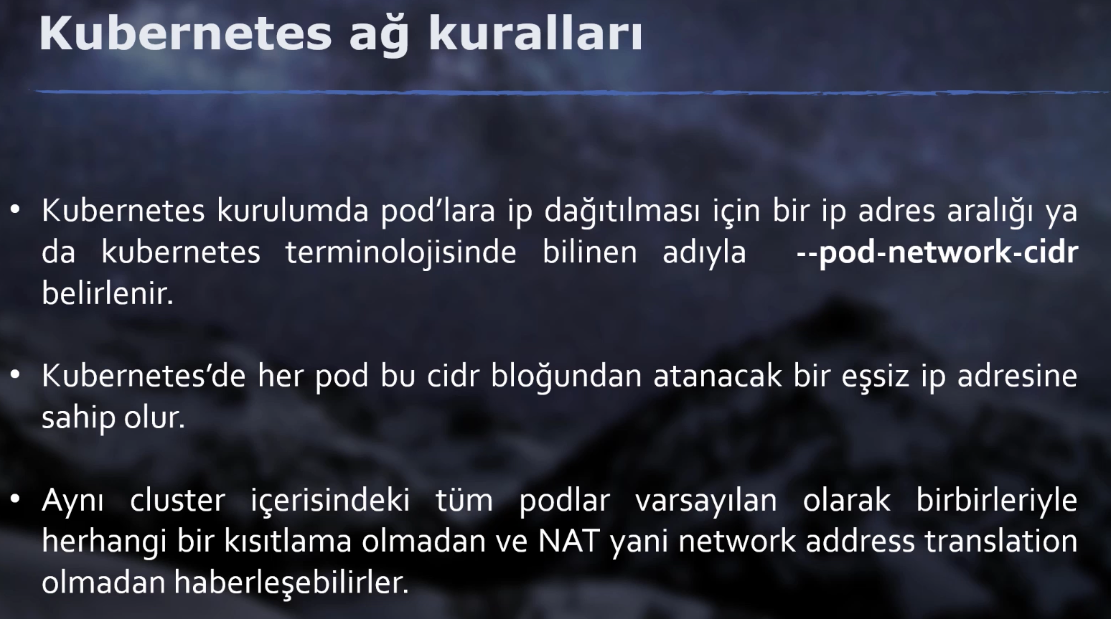 Kubernetes ağ kuralları
• Kubernetes kurulumda pod’lara ip dağıtılması için bir ip adres aralığı ya
da kubernetes terminolojisinde bilinen adıyla --pod-network-cidr
belirlenir.
• Kubernetes’de her pod bu cidr bloğundan atanacak bir eşsiz ip adresine
sahip olur.
• Aynı cluster içerisindeki tüm podlar varsayılan olarak birbirleriyle
herhangi bir kısıtlama olmadan ve NAT yani network address translation
olmadan haberleşebilirler.